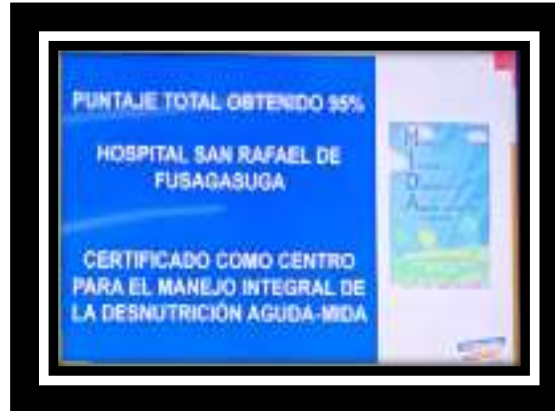 PUNTAJE TOTAL OBTENIDO 95%
HOSPITAL SAN RAFAEL DE
FUSAGASUGA
CERTIFICADO COMO CENTRO
PARA EL MANEJO INTEGRAL DE
LA DESNUTRICIÓN AGUDA-MIDA
M
I
D
A